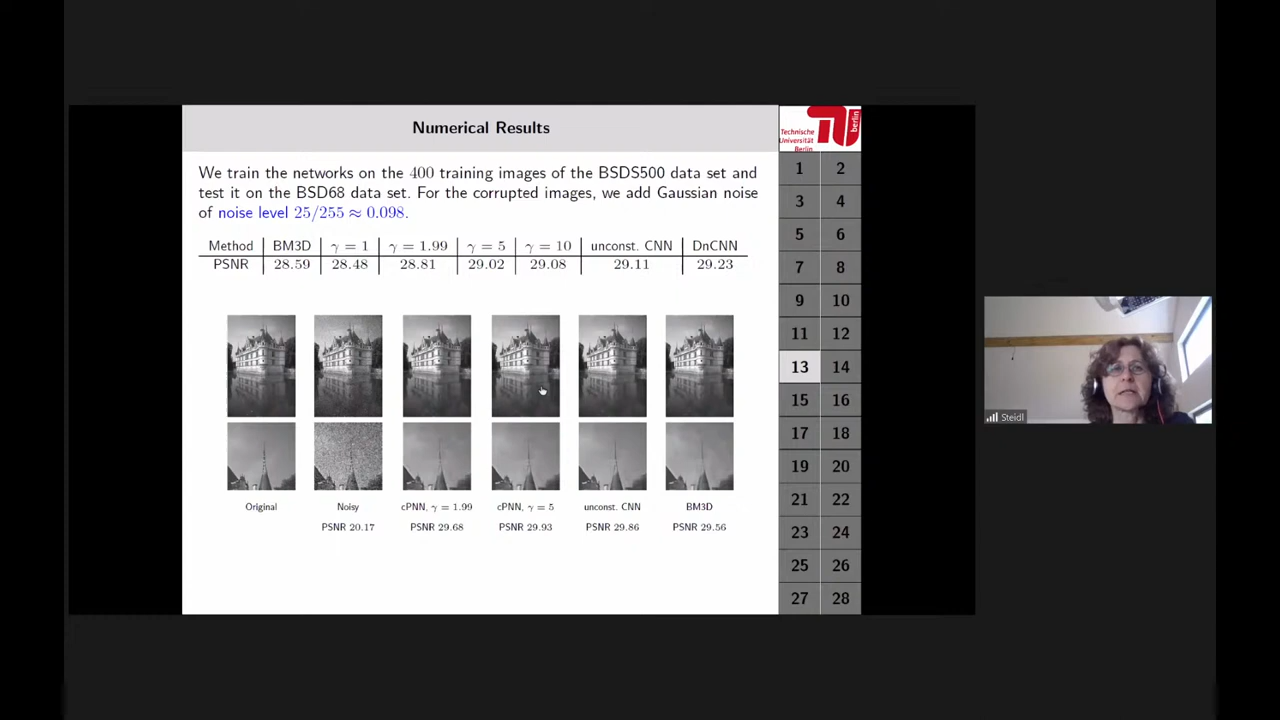 Numerical Results
We train the networks on the 400 training images of the BSDS500 data set and
test it on the BSD68 data set. For the corrupted images, we add Gaussian noise
of noise level 25/255 ≈ 0.098.
Method BM3D γ = 1 γ = 1.99 γ = 5 γ = 10 unconst. CNN DnCNN
PSNR 28.59 28.48 28.81 29.02 29.08 29.11 29.23
Original Noisy cPNN, γ = 1.99 cPNN, γ = 5 unconst. CNN BM3D
PSNR 20.17 PSNR 29.68 PSNR 29.93 PSNR 29.86 PSNR 29.56
Technische
Universität
Berlin
berlin
1 2
3 4
5 6
7 8
9 10
11 12
13 14
15 16
17 18
19 20
21 22
23 24
25 26
27 28
Steidl